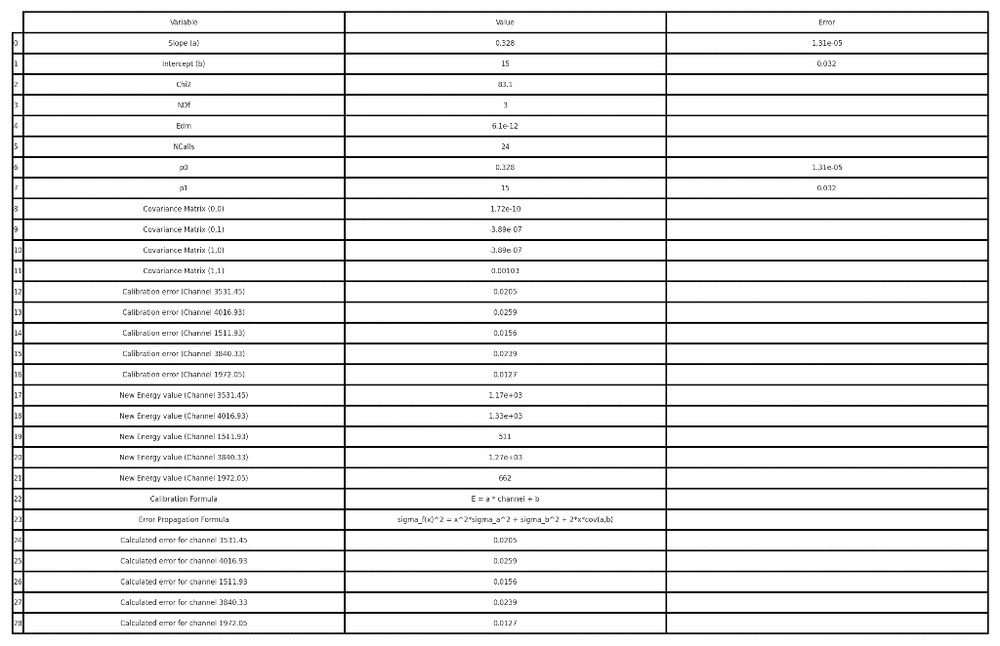 Variable Value Error
0 Slope (a) 0.328 1.31e-05
1 Intercept (b) 15 0.032
2 Chi2 83.1
3 NDf 3
4 Edm 6.1e-12
5 NCalls 24
6 p0 0.328 1.31e-05
7 p1 15 0.032
8 Covariance Matrix (0,0) 1.72e-10
9 Covariance Matrix (0,1) -3.89e-07
10 Covariance Matrix (1,0) -3.89e-07
11 Covariance Matrix (1,1) 0.00103
12 Calibration error (Channel 3531.45) 0.0205
13 Calibration error (Channel 4016.93) 0.0259
14 Calibration error (Channel 1511.93) 0.0156
15 Calibration error (Channel 3840.33) 0.0239
16 Calibration error (Channel 1972.05) 0.0127
17 New Energy value (Channel 3531.45) 1.17e+03
18 New Energy value (Channel 4016.93) 1.33e+03
19 New Energy value (Channel 1511.93) 511
20 New Energy value (Channel 3840.33) 1.27e+03
21 New Energy value (Channel 1972.05) 662
22 Calibration Formula E = a * channel + b
23 Error Propagation Formula sigma_f(x)^2 = x^2*sigma_a^2 + sigma_b^2 + 2*x*cov(a,b)
24 Calculated error for channel 3531.45 0.0205
25 Calculated error for channel 4016.93 0.0259
26 Calculated error for channel 1511.93 0.0156
27 Calculated error for channel 3840.33 0.0239
28 Calculated error for channel 1972.05 0.0127